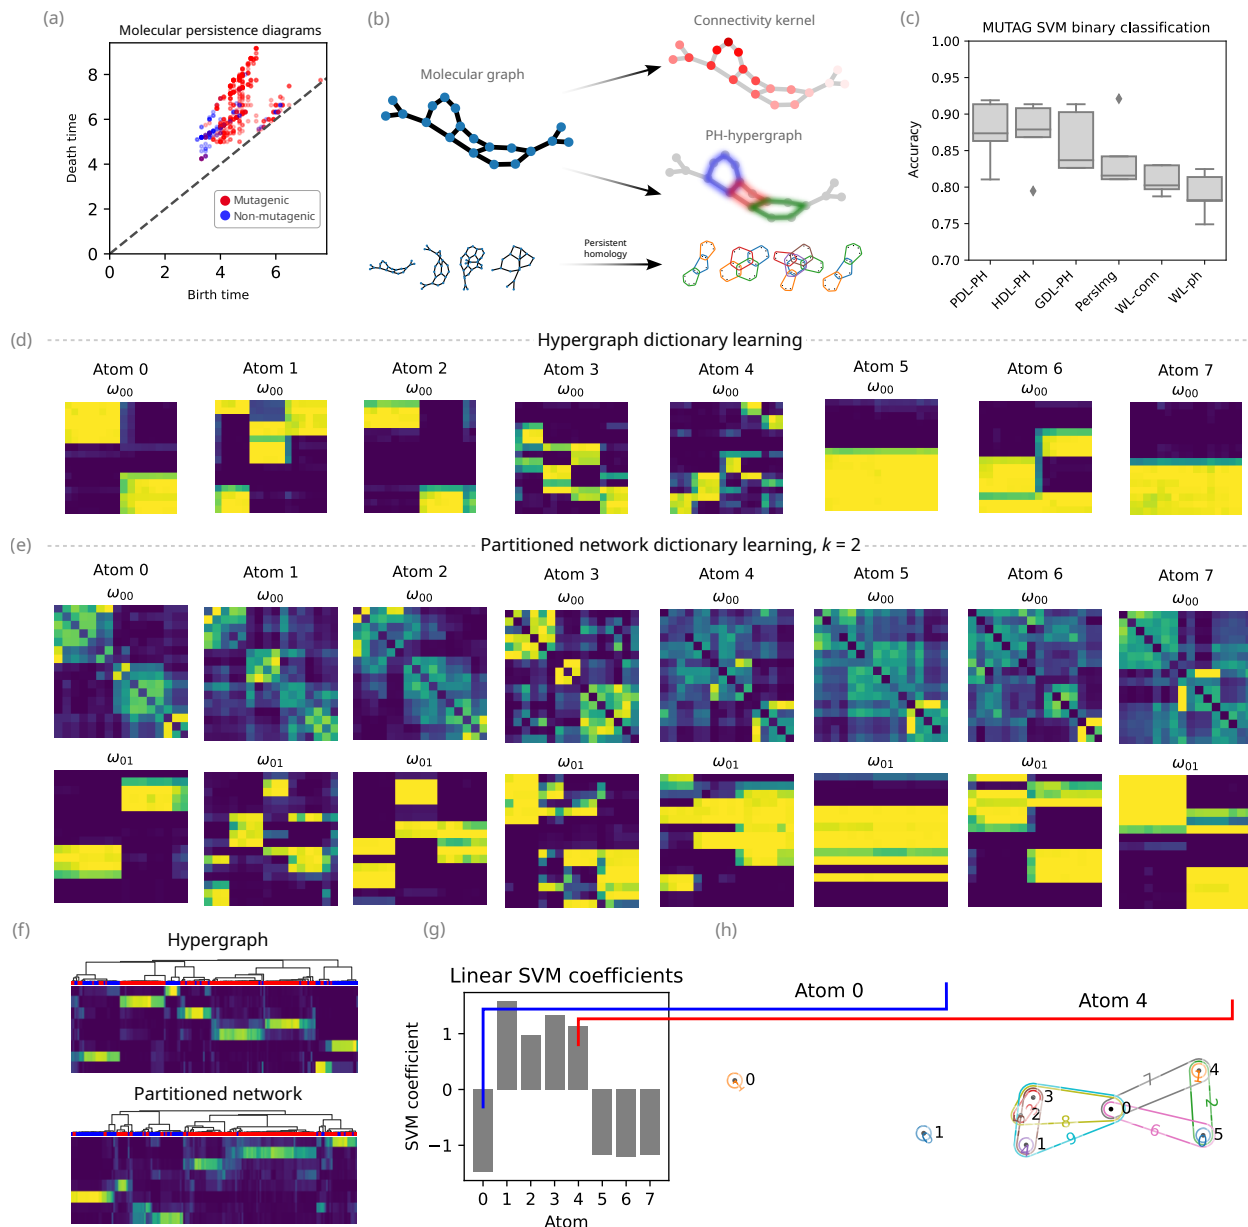 (a)
Molecular persistence diagrams
Death time
8
6
4
2
0
0
2
4
6
Birth time
Mutagenic
Non-mutagenic
(b)
Molecular graph
Connectivity kernel
PH-hypergraph
Persistent
homology
(c)
MUTAG SVM binary classification
Accuracy
1.00
0.95
0.90
0.85
0.80
0.75
0.70
PDL-PH
HDL-PH
GDL-PH
PersImg
WL-conn
WL-ph
(d)
Hypergraph dictionary learning
Atom 0 Atom 1 Atom 2 Atom 3 Atom 4 Atom 5 Atom 6 Atom 7
ω00 ω00 ω00 ω00 ω00 ω00 ω00 ω00
(e)
Partitioned network dictionary learning, k = 2
Atom 0 Atom 1 Atom 2 Atom 3 Atom 4 Atom 5 Atom 6 Atom 7
ω00 ω00 ω00 ω00 ω00 ω00 ω00 ω00
ω01 ω01 ω01 ω01 ω01 ω01 ω01 ω01
(f)
Hypergraph
Partitioned network
(g)
Linear SVM coefficients
SVM coefficient
1
0
−1
0 1 2 3 4 5 6 7
Atom
(h)
Atom 0
0
1
Atom 4
7
4
1
3
0
2
2
8
6
5
1
9